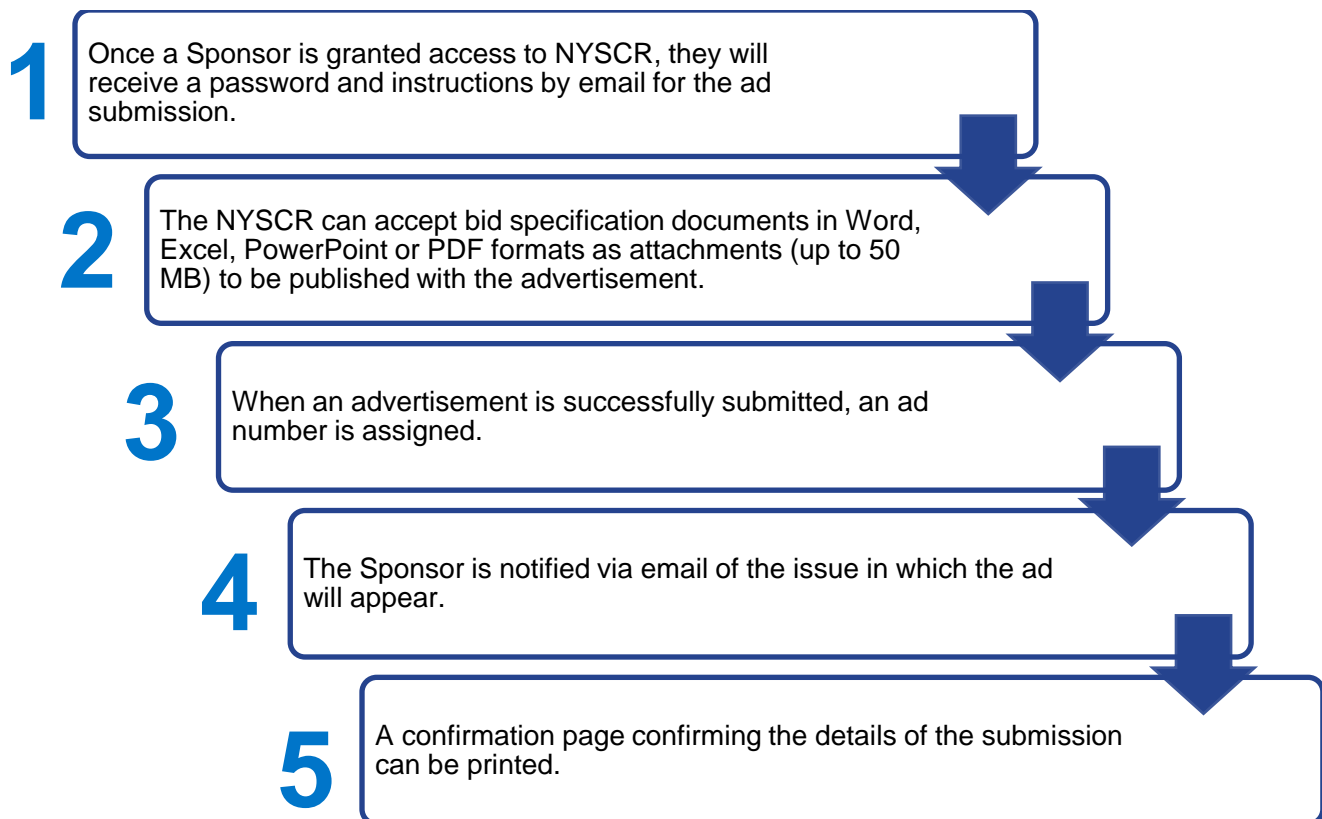 1
Once a Sponsor is granted access to NYSCR, they will
receive a password and instructions by email for the ad
submission.
2
The NYSCR can accept bid specification documents in Word,
Excel, PowerPoint or PDF formats as attachments (up to 50
MB) to be published with the advertisement.
3
When an advertisement is successfully submitted, an ad
number is assigned.
4
The Sponsor is notified via email of the issue in which the ad
will appear.
5
A confirmation page confirming the details of the submission
can be printed.